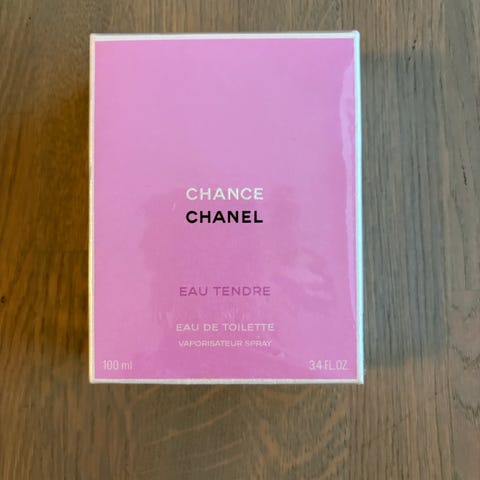 CHANCE
CHANEL
EAU TENDRE
EAU DE TOILETTE
VAPORISATEUR SPRAY
100 ml 3.4 FL.OZ.